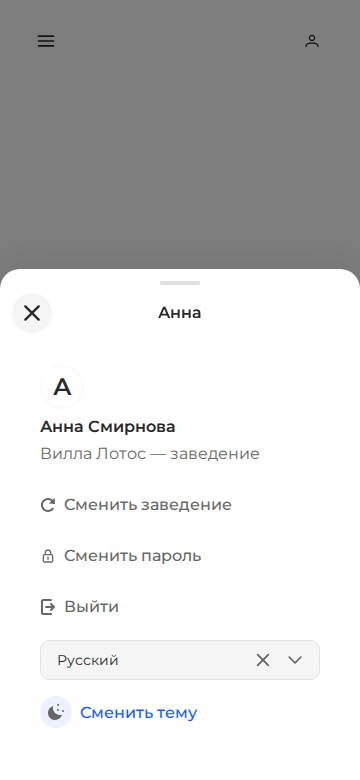 Анна
А
Анна Смирнова
Вилла Лотос — заведение
Сменить заведение
Сменить пароль
Выйти
Русский
Сменить тему